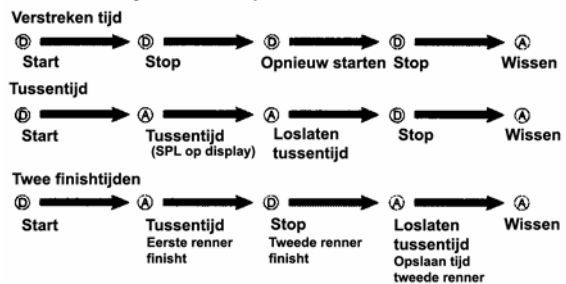 Verstreken tijd
D D D D A
Start Stop Opnieuw starten Stop Wissen
Tussentijd
D A A D A
Start Tussentijd Loslaten Stop Wissen
(SPL op display) tussentijd
Twee finishtijden
D A D A A
Start Tussentijd Stop Loslaten Wissen
Eerste renner Tweede renner tussentijd
finisht finisht Opslaan tijd
tweede renner